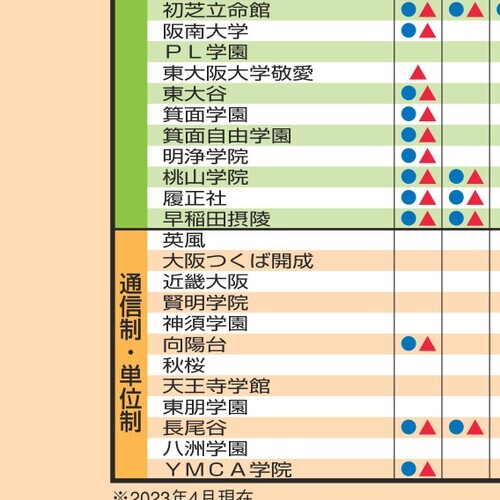 初芝立命館
阪南大学
ＰＬ学園
東大阪大学敬愛
東大谷
箕面学園
箕面自由学園
明浄学院
桃山学院
履正社
早稲田摂陵
通信制・単位制
英風
大阪つくば開成
近畿大阪
賢明学院
神須学園
向陽台
秋桜
天王寺学館
東朋学園
長尾谷
八洲学園
ＹＭＣＡ学院
※2023年4月現在